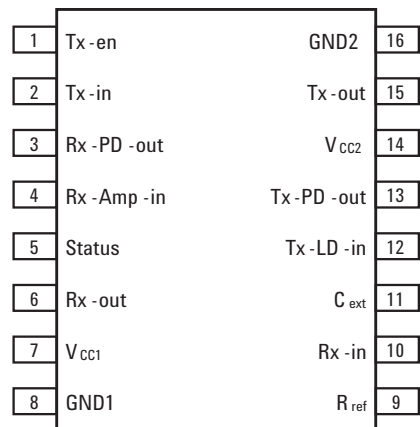 1 Tx-en GND2 16
2 Tx-in Tx-out 15
3 Rx-PD-out VCC2 14
4 Rx-Amp-in Tx-PD-out 13
5 Status Tx-LD-in 12
6 Rx-out Cext 11
7 VCC1 Rx-in 10
8 GND1 Rref 9